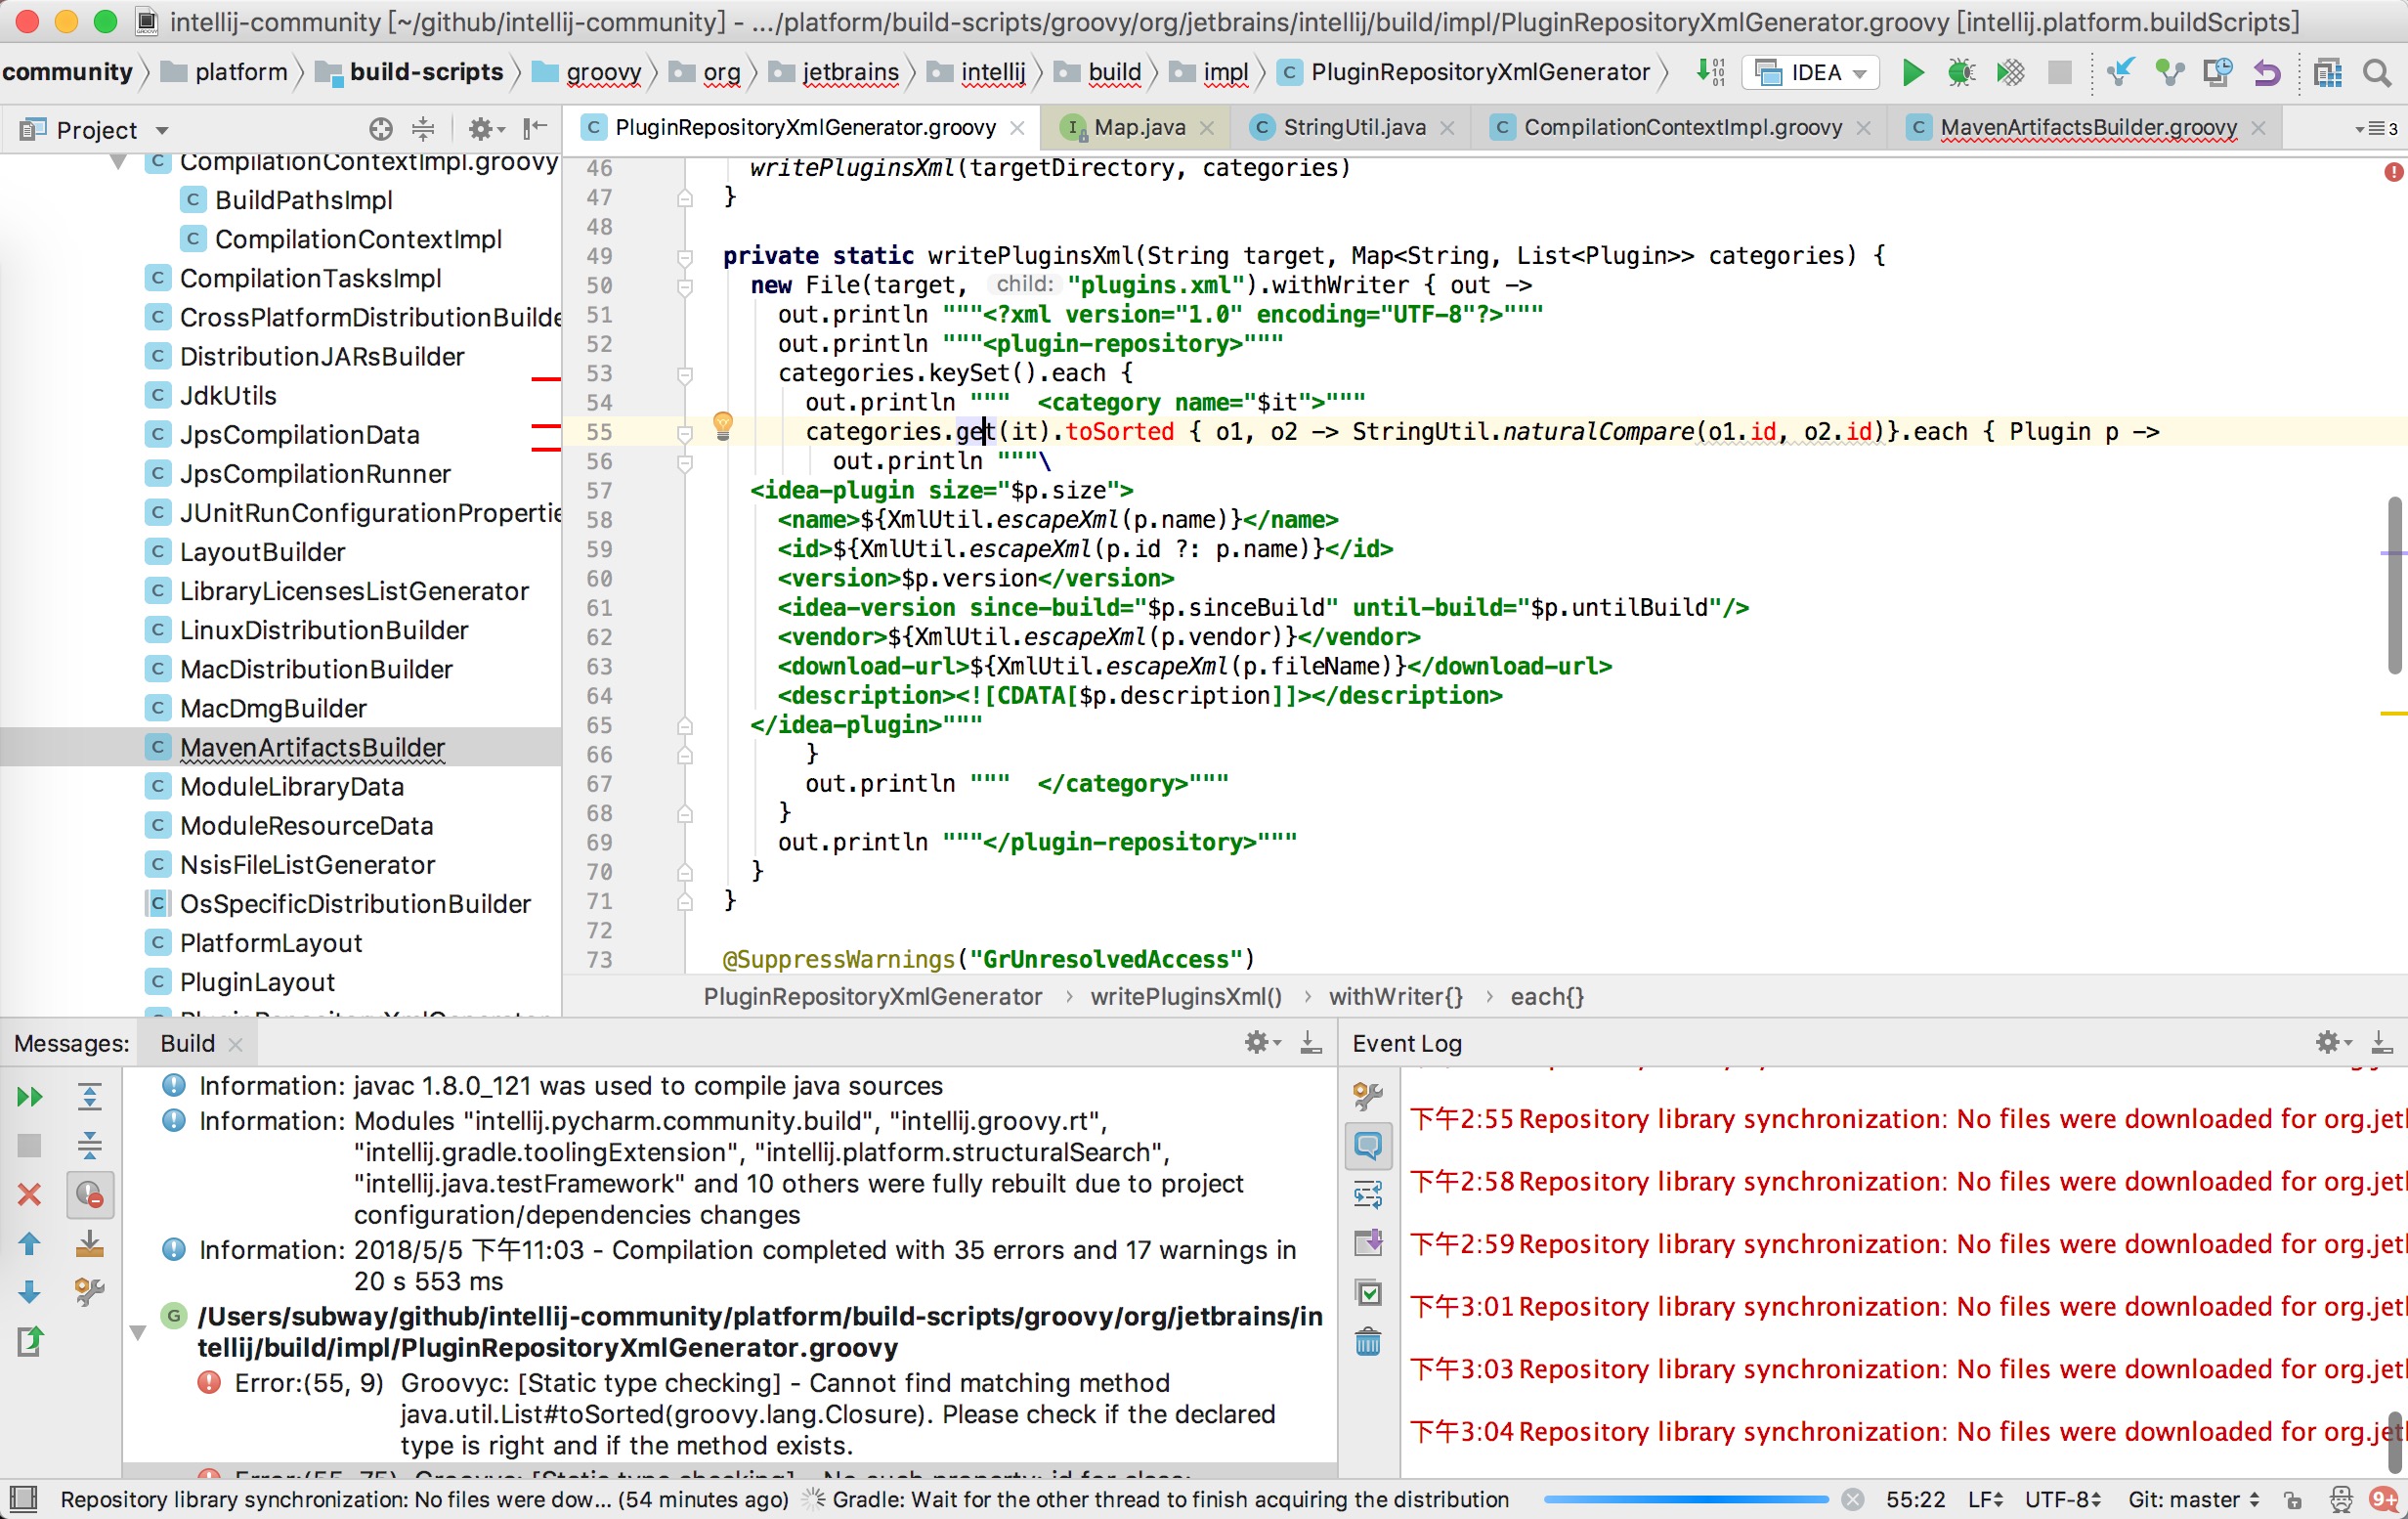 intellij-community [~/github/intellij-community] - .../platform/build-scripts/groovy/org/jetbrains/intellij/build/impl/PluginRepositoryXmlGenerator.groovy [intellij.platform.buildScripts]
community platform build-scripts groovy org jetbrains intellij build impl PluginRepositoryXmlGenerator IDEA
Project
PluginRepositoryXmlGenerator.groovy Map.java StringUtil.java CompilationContextImpl.groovy MavenArtifactsBuilder.groovy 3
CompilationContextImpl.groovy
BuildPathsImpl
CompilationContextImpl
CompilationTasksImpl
CrossPlatformDistributionBuilde
DistributionJARsBuilder
JdkUtils
JpsCompilationData
JpsCompilationRunner
JUnitRunConfigurationPropertie
LayoutBuilder
LibraryLicensesListGenerator
LinuxDistributionBuilder
MacDistributionBuilder
MacDmgBuilder
MavenArtifactsBuilder
ModuleLibraryData
ModuleResourceData
NsisFileListGenerator
OsSpecificDistributionBuilder
PlatformLayout
PluginLayout
46 writePluginsXml(targetDirectory, categories)
47 }
48
49 private static writePluginsXml(String target, Map<String, List<Plugin>> categories) {
50 new File(target, child: "plugins.xml").withWriter { out ->
51 out.println """<?xml version="1.0" encoding="UTF-8"?>"""
52 out.println """<plugin-repository>"""
53 categories.keySet().each {
54 out.println """  <category name="$it">"""
55 categories.get(it).toSorted { o1, o2 -> StringUtil.naturalCompare(o1.id, o2.id)}.each { Plugin p ->
56 out.println """\
57 <idea-plugin size="$p.size">
58 <name>${XmlUtil.escapeXml(p.name)}</name>
59 <id>${XmlUtil.escapeXml(p.id ?: p.name)}</id>
60 <version>$p.version</version>
61 <idea-version since-build="$p.sinceBuild" until-build="$p.untilBuild"/>
62 <vendor>${XmlUtil.escapeXml(p.vendor)}</vendor>
63 <download-url>${XmlUtil.escapeXml(p.fileName)}</download-url>
64 <description><![CDATA[$p.description]]></description>
65 </idea-plugin>"""
66 }
67 out.println """  </category>"""
68 }
69 out.println """</plugin-repository>"""
70 }
71 }
72
73 @SuppressWarnings("GrUnresolvedAccess")
PluginRepositoryXmlGenerator › writePluginsXml() › withWriter{} › each{}
Messages: Build
Information: javac 1.8.0_121 was used to compile java sources
Information: Modules "intellij.pycharm.community.build", "intellij.groovy.rt",
"intellij.gradle.toolingExtension", "intellij.platform.structuralSearch",
"intellij.java.testFramework" and 10 others were fully rebuilt due to project
configuration/dependencies changes
Information: 2018/5/5 下午11:03 - Compilation completed with 35 errors and 17 warnings in
20 s 553 ms
/Users/subway/github/intellij-community/platform/build-scripts/groovy/org/jetbrains/in
tellij/build/impl/PluginRepositoryXmlGenerator.groovy
Error:(55, 9) Groovyc: [Static type checking] - Cannot find matching method
java.util.List#toSorted(groovy.lang.Closure). Please check if the declared
type is right and if the method exists.
Event Log
下午2:55 Repository library synchronization: No files were downloaded for org.jetl
下午2:58 Repository library synchronization: No files were downloaded for org.jetl
下午2:59 Repository library synchronization: No files were downloaded for org.jetl
下午3:01 Repository library synchronization: No files were downloaded for org.jetl
下午3:03 Repository library synchronization: No files were downloaded for org.jetl
下午3:04 Repository library synchronization: No files were downloaded for org.jetl
Repository library synchronization: No files were dow... (54 minutes ago) Gradle: Wait for the other thread to finish acquiring the distribution 55:22 LF UTF-8 Git: master 9+